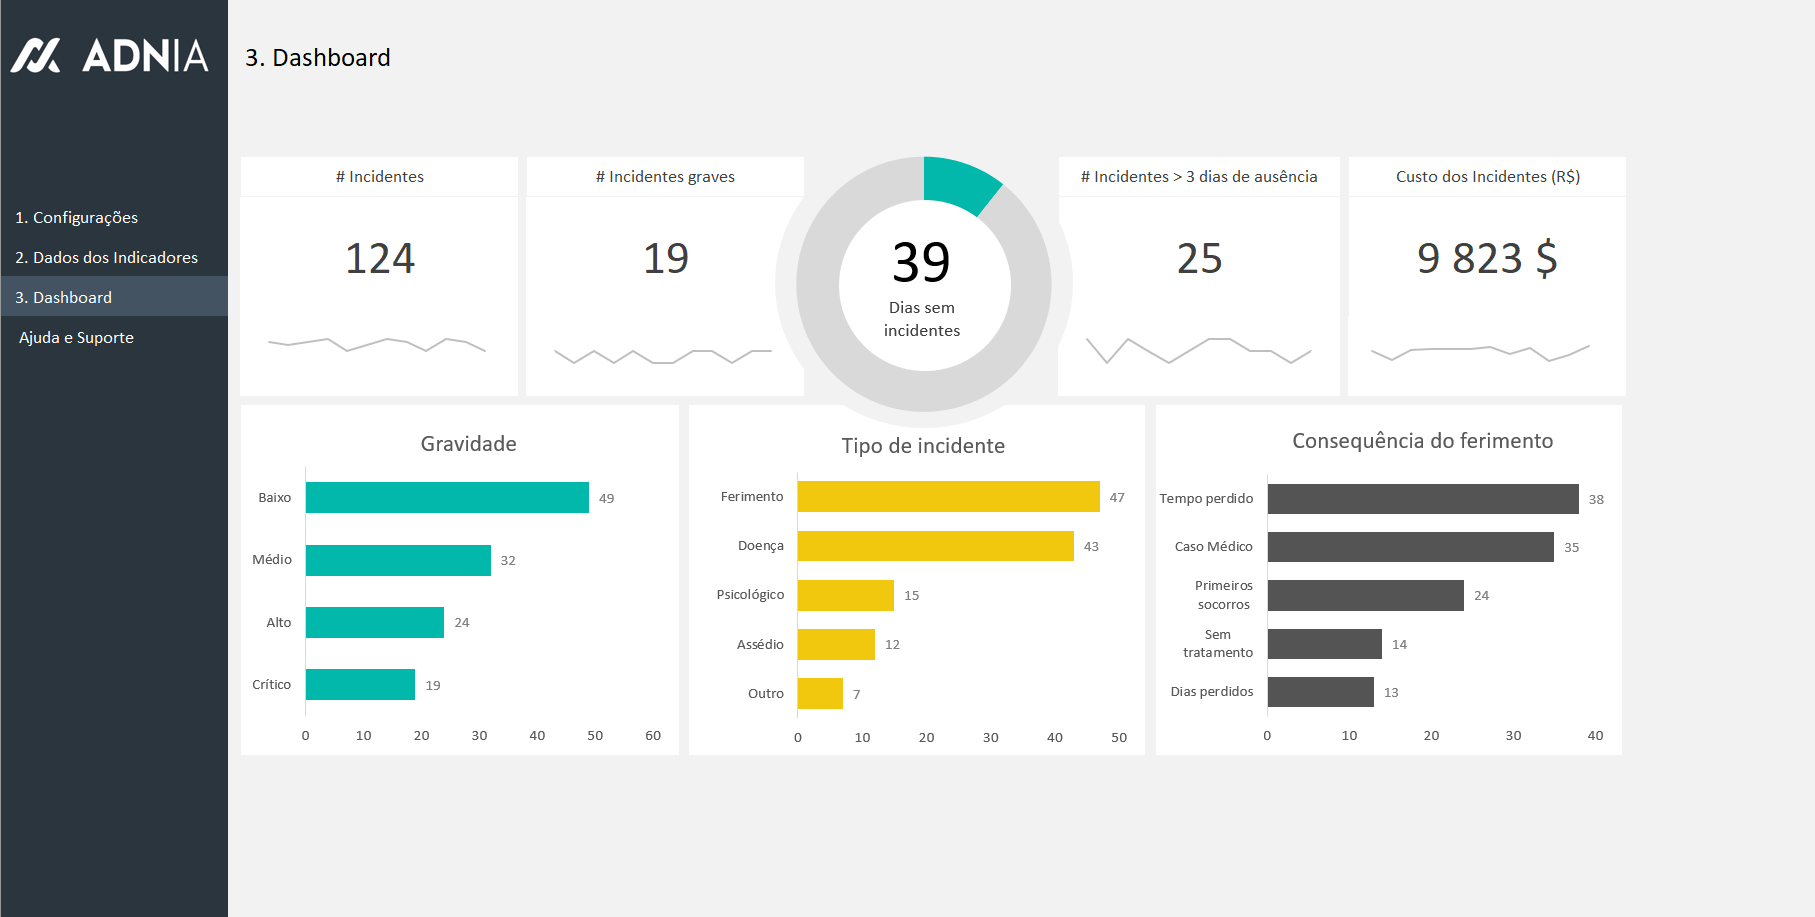 ADNIA
1. Configurações
2. Dados dos Indicadores
3. Dashboard
Ajuda e Suporte
3. Dashboard
# Incidentes
124
# Incidentes graves
19
39
Dias sem
incidentes
# Incidentes > 3 dias de ausência
25
Custo dos Incidentes (R$)
9 823 $
Gravidade
Baixo
49
Médio
32
Alto
24
Crítico
19
0 10 20 30 40 50 60
Tipo de incidente
Ferimento
47
Doença
43
Psicológico
15
Assédio
12
Outro
7
0 10 20 30 40 50
Consequência do ferimento
Tempo perdido
38
Caso Médico
35
Primeiros
socorros
24
Sem
tratamento
14
Dias perdidos
13
0 10 20 30 40